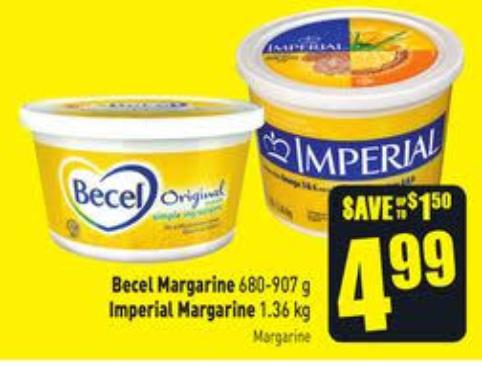 IMPERIAL
IMPERIAL
Becel
Becel
Original
simple ingredients
SAVE UP TO $1.50
4.99
Becel Margarine 680-907 g
Imperial Margarine 1.36 kg
Margarine